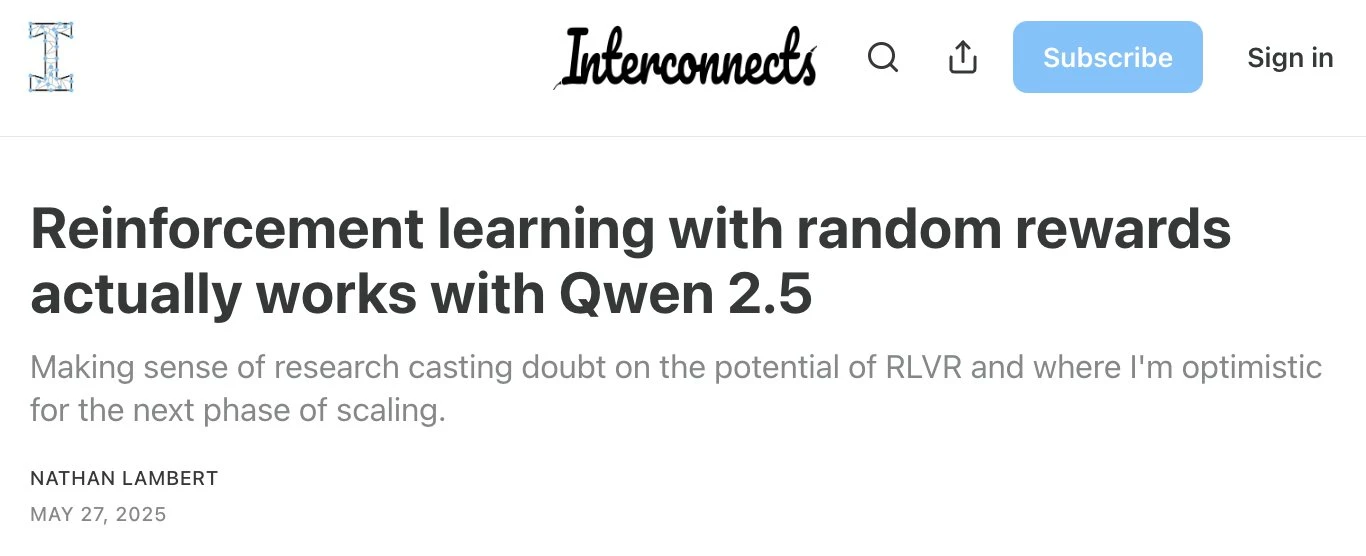 I
Interconnects
Subscribe
Sign in
Reinforcement learning with random rewards
actually works with Qwen 2.5
Making sense of research casting doubt on the potential of RLVR and where I'm optimistic
for the next phase of scaling.
NATHAN LAMBERT
MAY 27, 2025